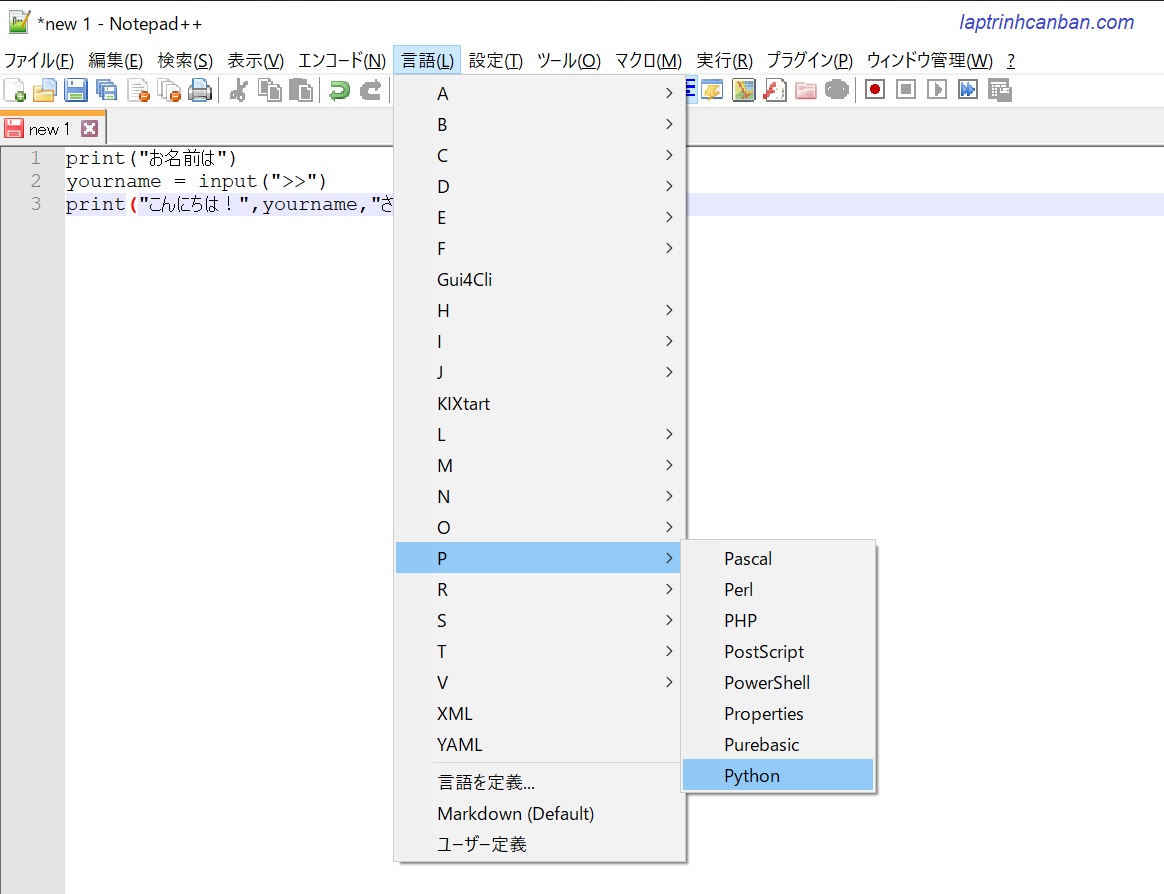 *new 1 - Notepad++
laptrinhcanban.com
ファイル(F) 編集(E) 検索(S) 表示(V) エンコード(N) 言語(L) 設定(T) ツール(O) マクロ(M) 実行(R) プラグイン(P) ウィンドウ管理(W) ?
new 1
1 print("お名前は")
2 yourname = input(">>")
3 print("こんにちは！",yourname,"さ
A
B
C
D
E
F
Gui4Cli
H
I
J
KIXtart
L
M
N
O
P
R
S
T
V
XML
YAML
言語を定義...
Markdown (Default)
ユーザー定義
Pascal
Perl
PHP
PostScript
PowerShell
Properties
Purebasic
Python